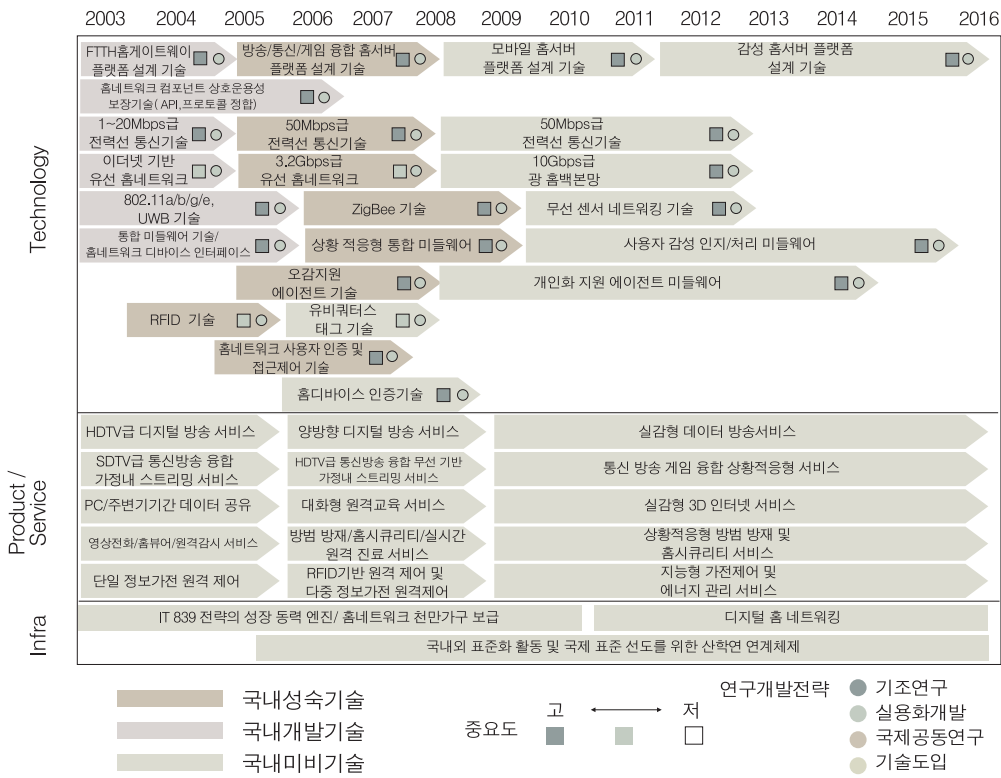 2003 2004 2005 2006 2007 2008 2009 2010 2011 2012 2013 2014 2015 2016
Technology
FTTH홈게이트웨이
플랫폼 설계 기술
방송/통신/게임 융합 홈서버
플랫폼 설계 기술
모바일 홈서버
플랫폼 설계 기술
감성 홈서버 플랫폼
설계 기술
홈네트워크 컴포넌트 상호운용성
보장기술( API,프로토콜 정합)
1~20Mbps급
전력선 통신기술
50Mbps급
전력선 통신기술
50Mbps급
전력선 통신기술
이더넷 기반
유선 홈네트워크
3.2Gbps급
유선 홈네트워크
10Gbps급
광 홈백본망
802.11a/b/g/e,
UWB 기술
ZigBee 기술
무선 센서 네트워킹 기술
통합 미들웨어 기술/
홈네트워크 디바이스 인터페이스
상황 적응형 통합 미들웨어
사용자 감성 인지/처리 미들웨어
오감지원
에이전트 기술
개인화 지원 에이전트 미들웨어
RFID 기술
유비쿼터스
태그 기술
홈네트워크 사용자 인증 및
접근제어 기술
홈디바이스 인증기술
Product /
Service
HDTV급 디지털 방송 서비스
양방향 디지털 방송 서비스
실감형 데이터 방송서비스
SDTV급 통신방송 융합
가정내 스트리밍 서비스
HDTV급 통신방송 융합 무선 기반
가정내 스트리밍 서비스
통신 방송 게임 융합 상황적응형 서비스
PC/주변기기간 데이터 공유
대화형 원격교육 서비스
실감형 3D 인터넷 서비스
영상전화/홈뷰어/원격감시 서비스
방범 방재/홈시큐리티/실시간
원격 진료 서비스
상황적응형 방범 방재 및
홈시큐리티 서비스
단일 정보가전 원격 제어
RFID기반 원격 제어 및
다중 정보가전 원격제어
지능형 가전제어 및
에너지 관리 서비스
Infra
IT 839 전략의 성장 동력 엔진/ 홈네트워크 천만가구 보급
디지털 홈 네트워킹
국내외 표준화 활동 및 국제 표준 선도를 위한 산학연 연계체제
국내성숙기술
국내개발기술
국내미비기술
중요도
고
저
연구개발전략
기조연구
실용화개발
국제공동연구
기술도입